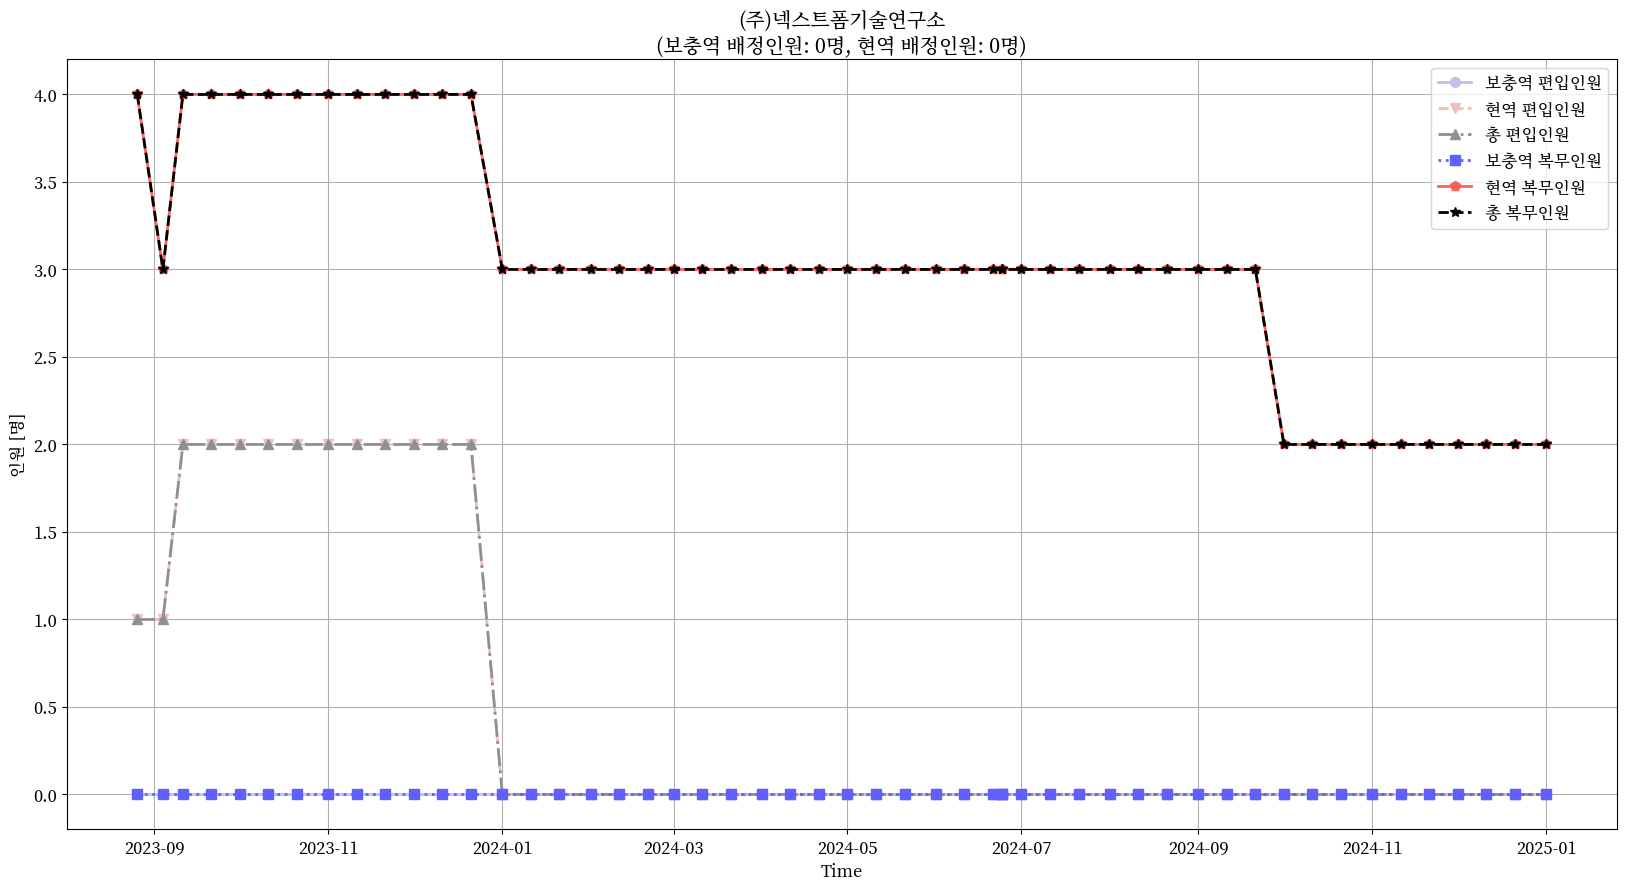 (주)넥스트폼기술연구소
(보충역 배정인원: 0명, 현역 배정인원: 0명)
보충역 편입인원
현역 편입인원
총 편입인원
보충역 복무인원
현역 복무인원
총 복무인원
4.0
3.5
3.0
2.5
2.0
1.5
1.0
0.5
0.0
인원 [명]
2023-09 2023-11 2024-01 2024-03 2024-05 2024-07 2024-09 2024-11 2025-01
Time